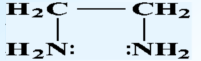 H₂C — CH₂
H₂N: :NH₂